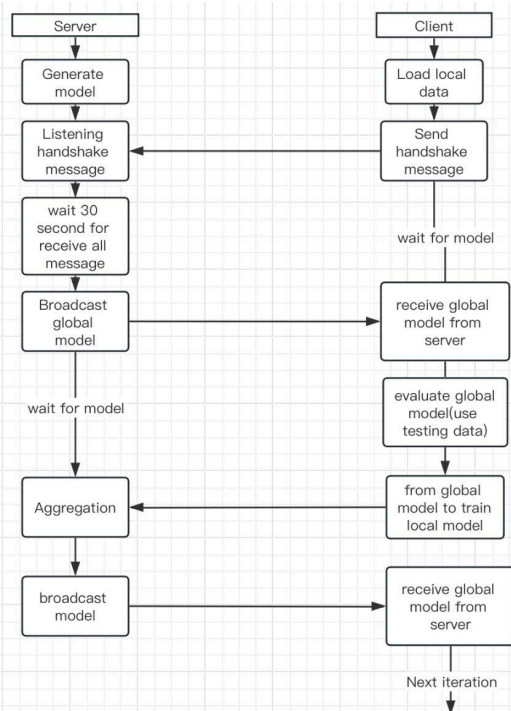 Server
Client
Generate
model
Load local
data
Listening
handshake
message
Send
handshake
message
wait 30
second for
receive all
message
wait for model
Broadcast
global
model
receive global
model from
server
wait for model
evaluate global
model(use
testing data)
Aggregation
from global
model to train
local model
broadcast
model
receive global
model from
server
Next iteration